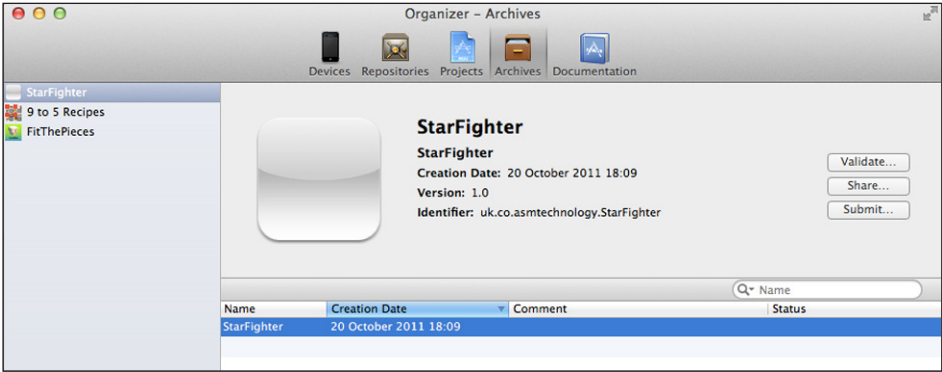 Organizer – Archives
Devices Repositories Projects Archives Documentation
StarFighter
9 to 5 Recipes
FitThePieces
StarFighter
StarFighter
Creation Date: 20 October 2011 18:09
Version: 1.0
Identifier: uk.co.asmtechnology.StarFighter
Validate...
Share...
Submit...
Name
Name Creation Date Comment Status
StarFighter 20 October 2011 18:09